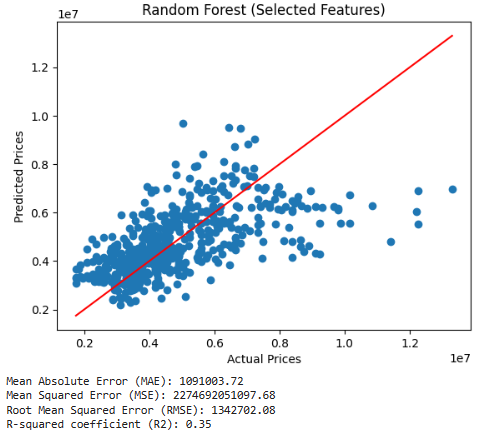 Random Forest (Selected Features)
1e7
Predicted Prices
1.2
1.0
0.8
0.6
0.4
0.2
0.2 0.4 0.6 0.8 1.0 1.2
Actual Prices
1e7
Mean Absolute Error (MAE): 1091003.72
Mean Squared Error (MSE): 2274692051097.68
Root Mean Squared Error (RMSE): 1342702.08
R-squared coefficient (R2): 0.35